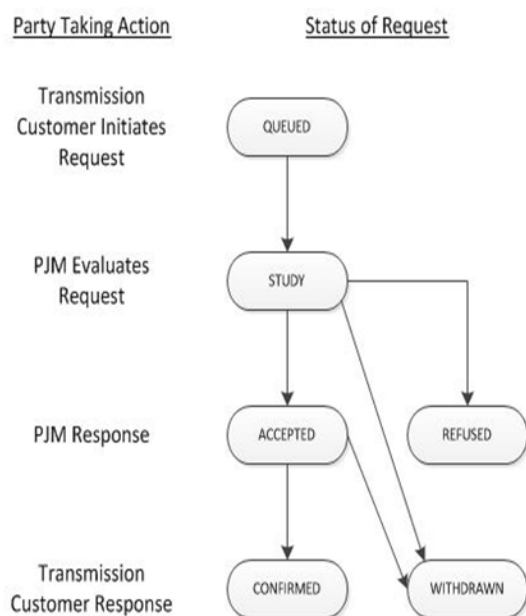 Party Taking Action
Status of Request
Transmission
Customer Initiates
Request
QUEUED
PJM Evaluates
Request
STUDY
PJM Response
ACCEPTED
REFUSED
Transmission
Customer Response
CONFIRMED
WITHDRAWN